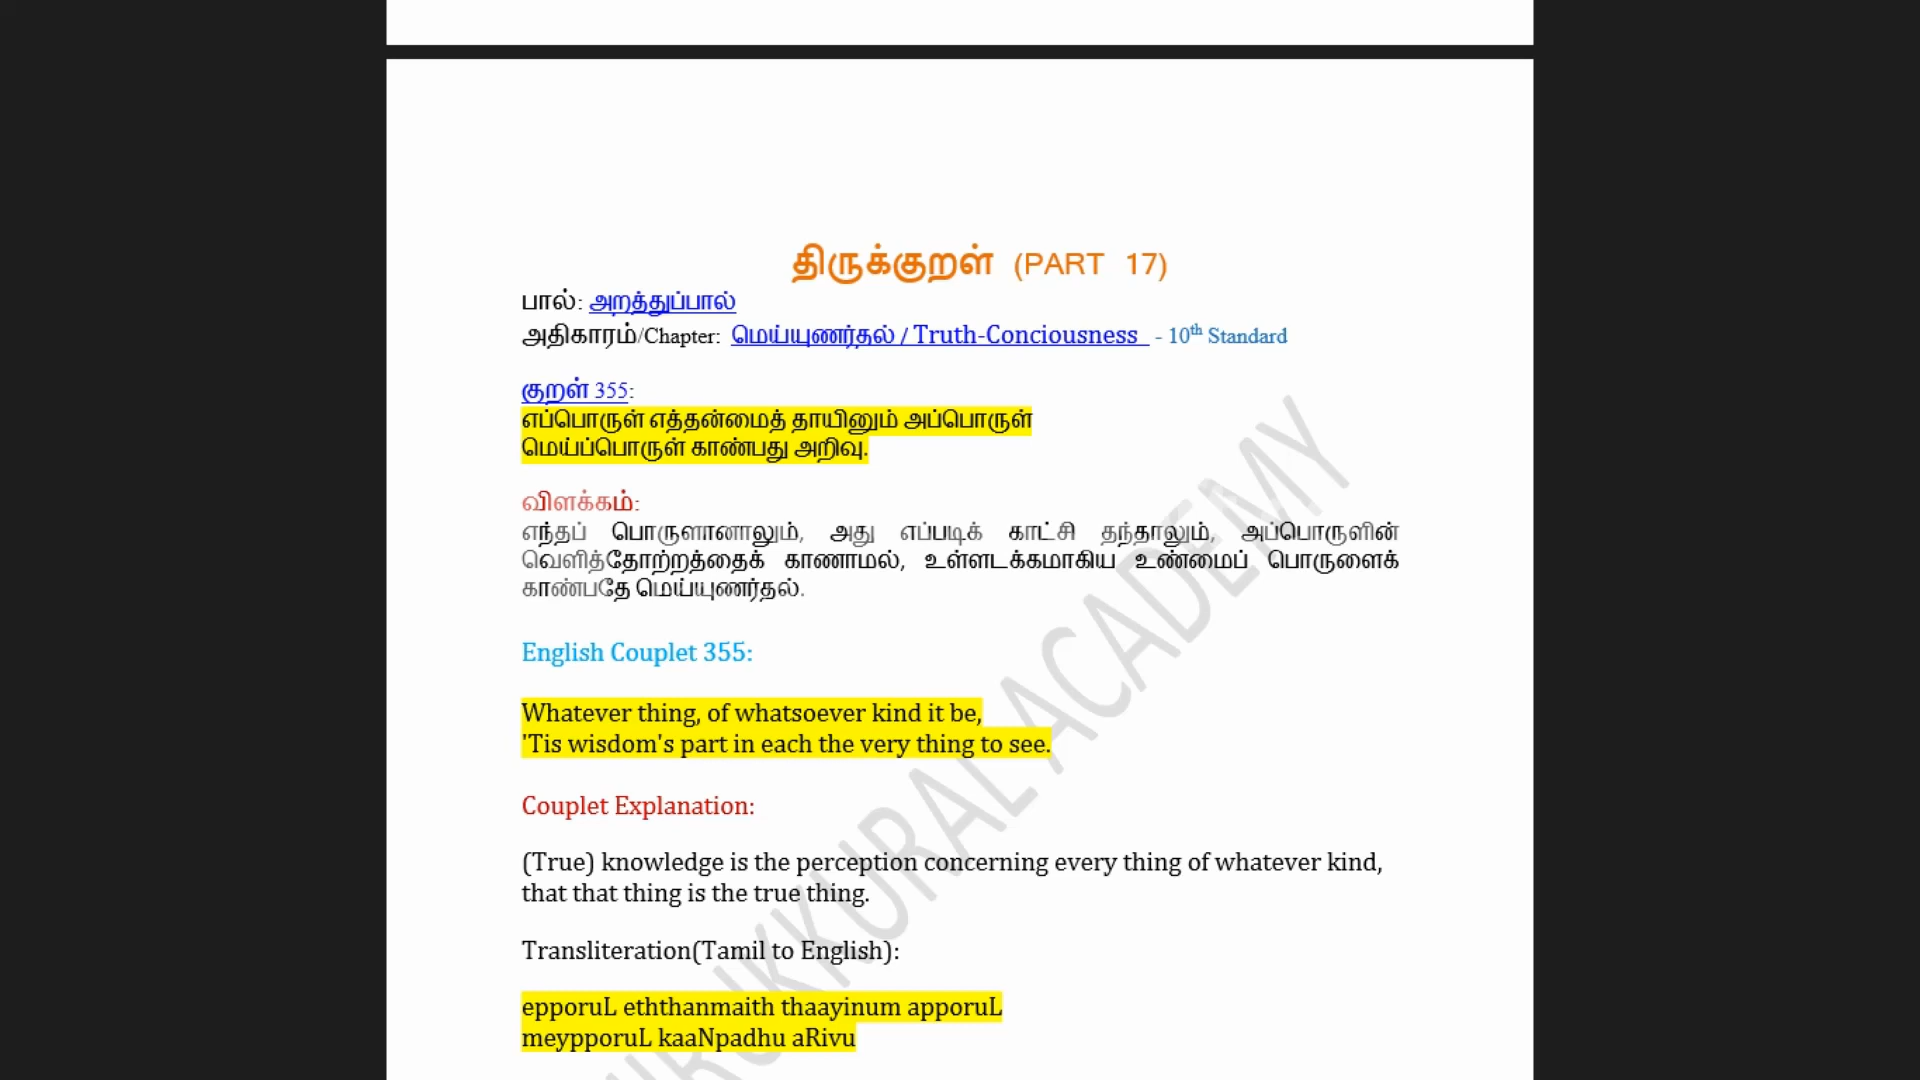 திருக்குறள் (PART 17)
பால்: அறத்துப்பால்
அதிகாரம்/Chapter: மெய்யுணர்தல் / Truth-Conciousness - 10th Standard
குறள் 355:
எப்பொருள் எத்தன்மைத் தாயினும் அப்பொருள்
மெய்ப்பொருள் காண்பது அறிவு.
விளக்கம்:
எந்தப் பொருளானாலும், அது எப்படிக் காட்சி தந்தாலும், அப்பொருளின்
வெளித்தோற்றத்தைக் காணாமல், உள்ளடக்கமாகிய உண்மைப் பொருளைக்
காண்பதே மெய்யுணர்தல்.
English Couplet 355:
Whatever thing, of whatsoever kind it be,
'Tis wisdom's part in each the very thing to see.
Couplet Explanation:
(True) knowledge is the perception concerning every thing of whatever kind,
that that thing is the true thing.
Transliteration(Tamil to English):
epporuL eththanmaith thaayinum apporuL
meypporuL kaaNpadhu aRivu
URUKKURAL ACADEMY